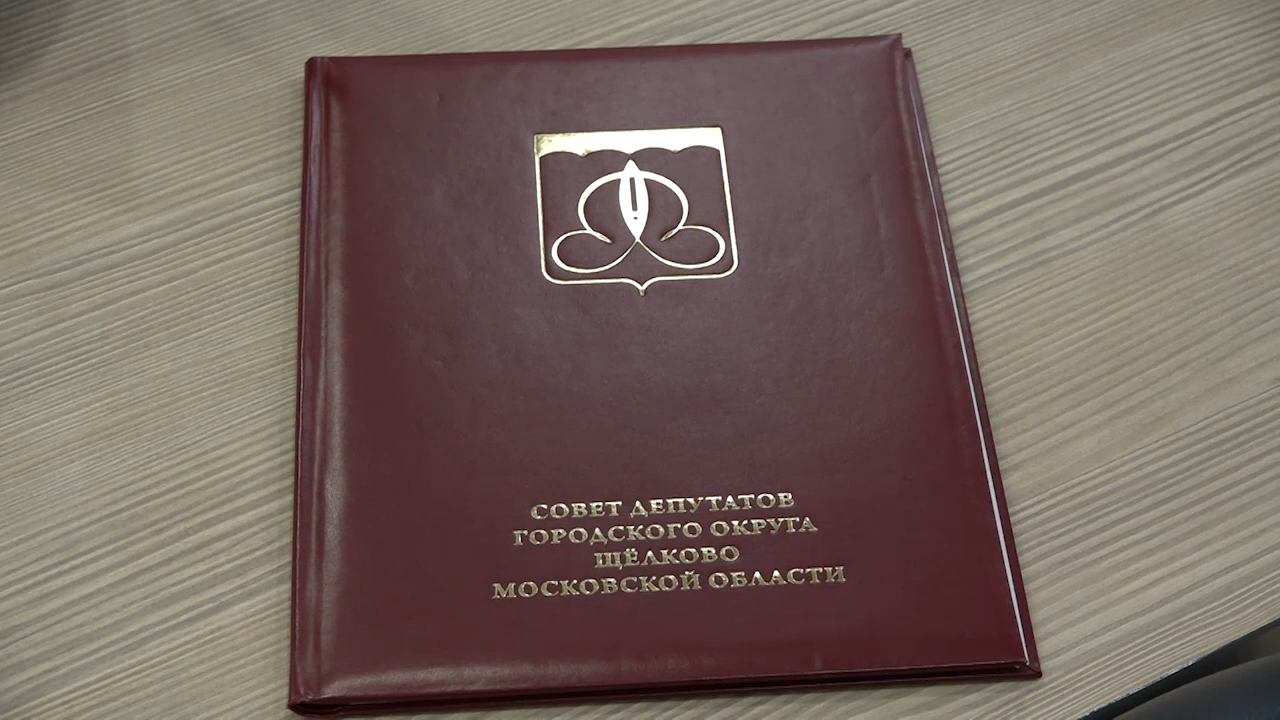 СОВЕТ ДЕПУТАТОВ
ГОРОДСКОГО ОКРУГА
ЩЁЛКОВО
МОСКОВСКОЙ ОБЛАСТИ